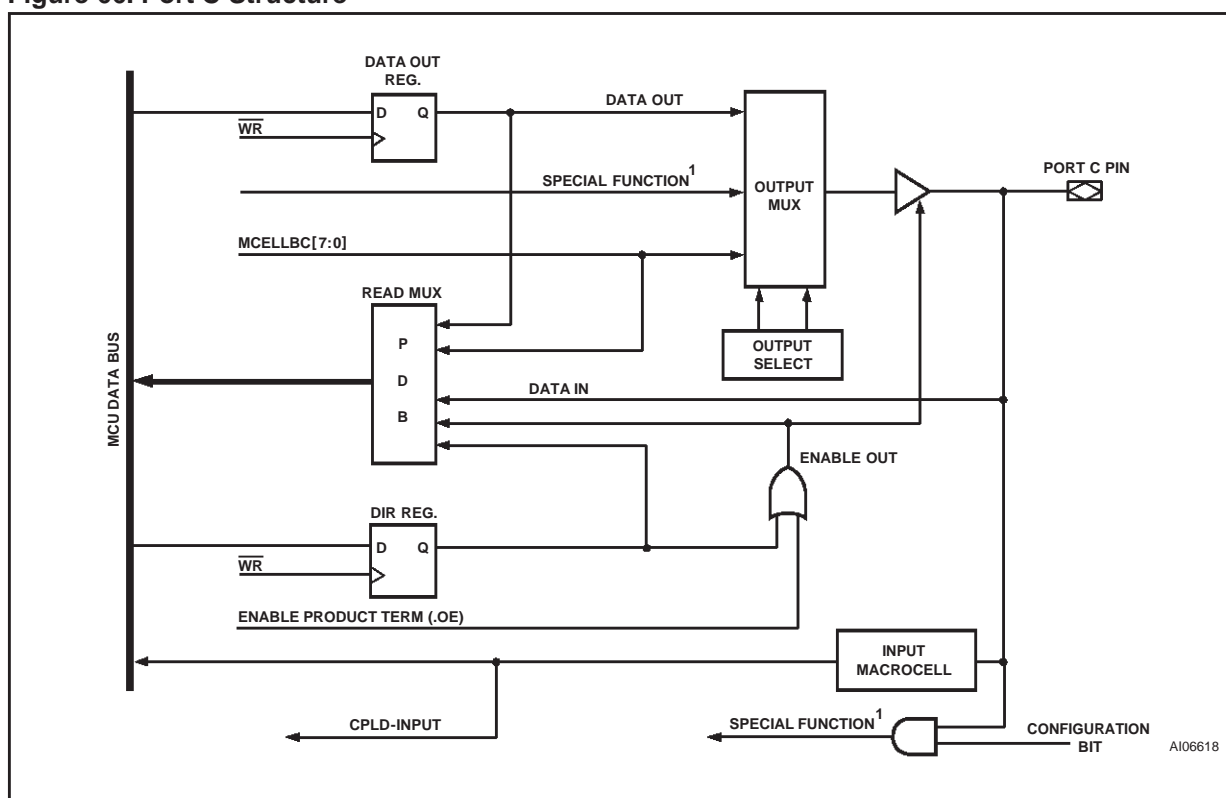 DATA OUT
REG.
D Q
WR
DATA OUT
SPECIAL FUNCTION1
OUTPUT
MUX
PORT C PIN
MCELLBC[7:0]
READ MUX
P
D
B
OUTPUT
SELECT
MCU DATA BUS
DATA IN
ENABLE OUT
DIR REG.
D Q
WR
ENABLE PRODUCT TERM (.OE)
INPUT
MACROCELL
CPLD-INPUT
SPECIAL FUNCTION1
CONFIGURATION
BIT
AI06618